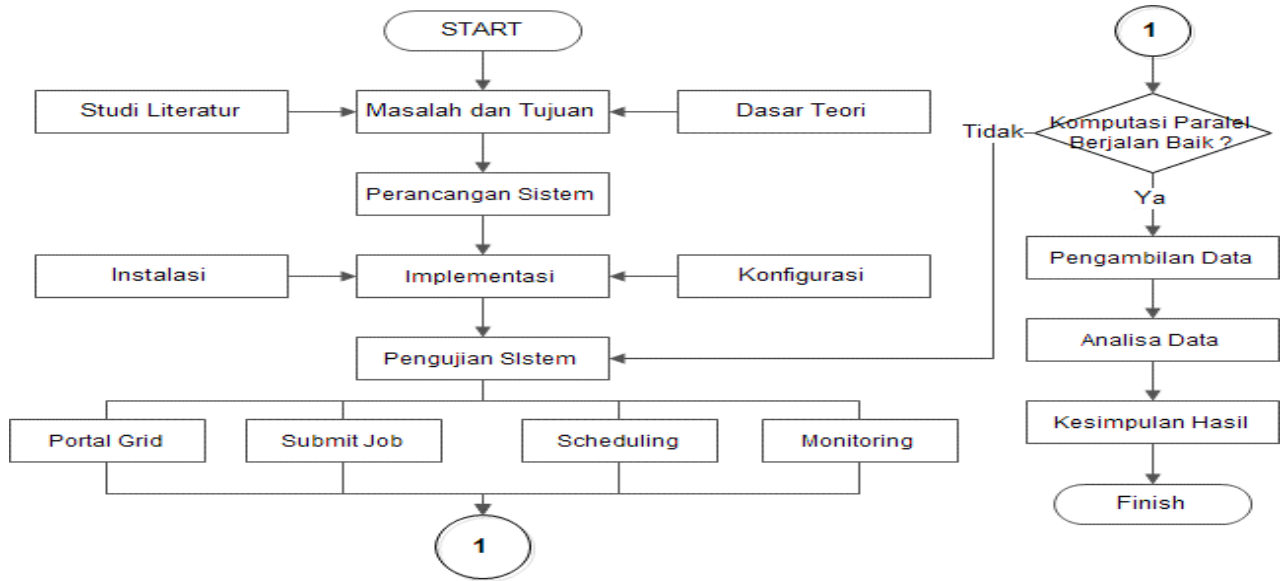 START
Studi Literatur
Masalah dan Tujuan
Dasar Teori
Perancangan Sistem
Instalasi
Implementasi
Konfigurasi
Pengujian SIstem
Portal Grid
Submit Job
Scheduling
Monitoring
1
1
Komputasi Paralel
Berjalan Baik ?
Tidak
Ya
Pengambilan Data
Analisa Data
Kesimpulan Hasil
Finish